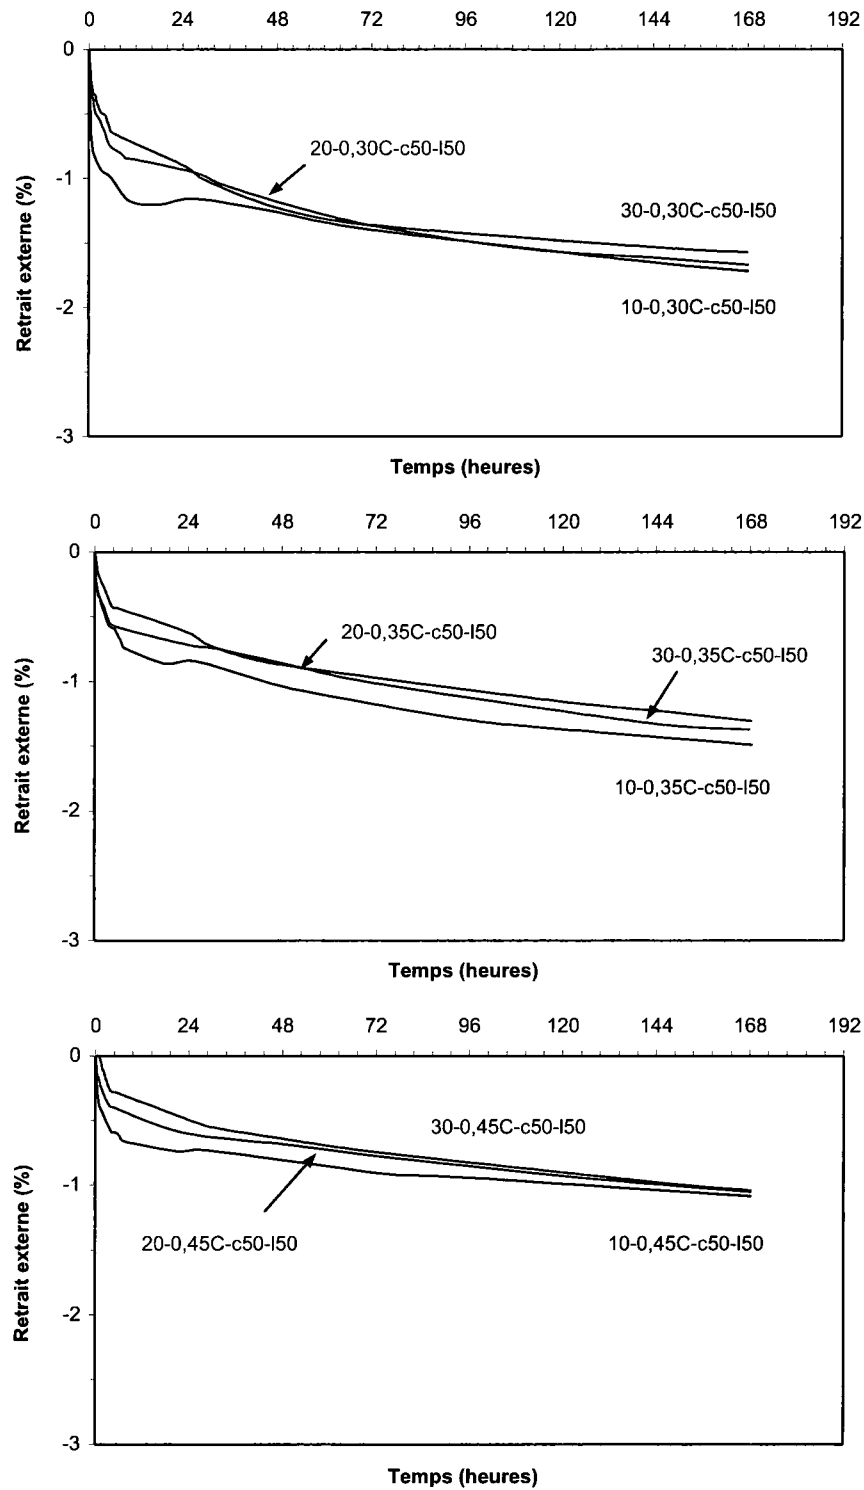 0 24 48 72 96 120 144 168 192
0
-1
-2
-3
Retrait externe (%)
20-0,30C-c50-I50
30-0,30C-c50-I50
10-0,30C-c50-I50
Temps (heures)
0 24 48 72 96 120 144 168 192
0
-1
-2
-3
Retrait externe (%)
20-0,35C-c50-I50
30-0,35C-c50-I50
10-0,35C-c50-I50
Temps (heures)
0 24 48 72 96 120 144 168 192
0
-1
-2
-3
Retrait externe (%)
30-0,45C-c50-I50
20-0,45C-c50-I50
10-0,45C-c50-I50
Temps (heures)